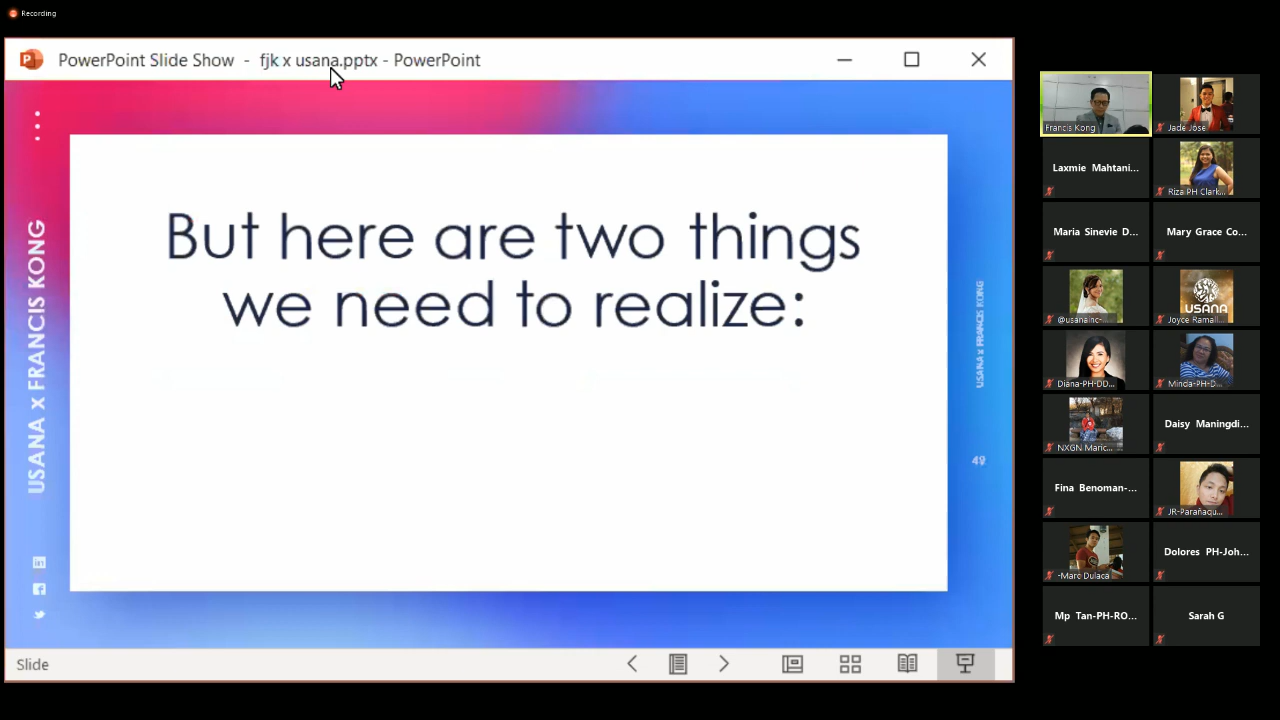 Recording
PowerPoint Slide Show - fjk x usana.pptx - PowerPoint
USANA x FRANCIS KONG
But here are two things
we need to realize:
USANA x FRANCIS KONG
49
Slide
Francis Kong
Jade Jose
Laxmie Mahtani...
Riza PH Clark...
Maria Sinevie D...
Mary Grace Co...
@usanainc-...
USANA
Joyce Ramall...
Diana-PH-DD...
Minda-PH-D...
NXGN Maric...
Daisy Maningdi...
Fina Benoman-...
JR-Parañaqu...
-Marc Dulaca
Dolores PH-Joh...
Mp Tan-PH-RO...
Sarah G